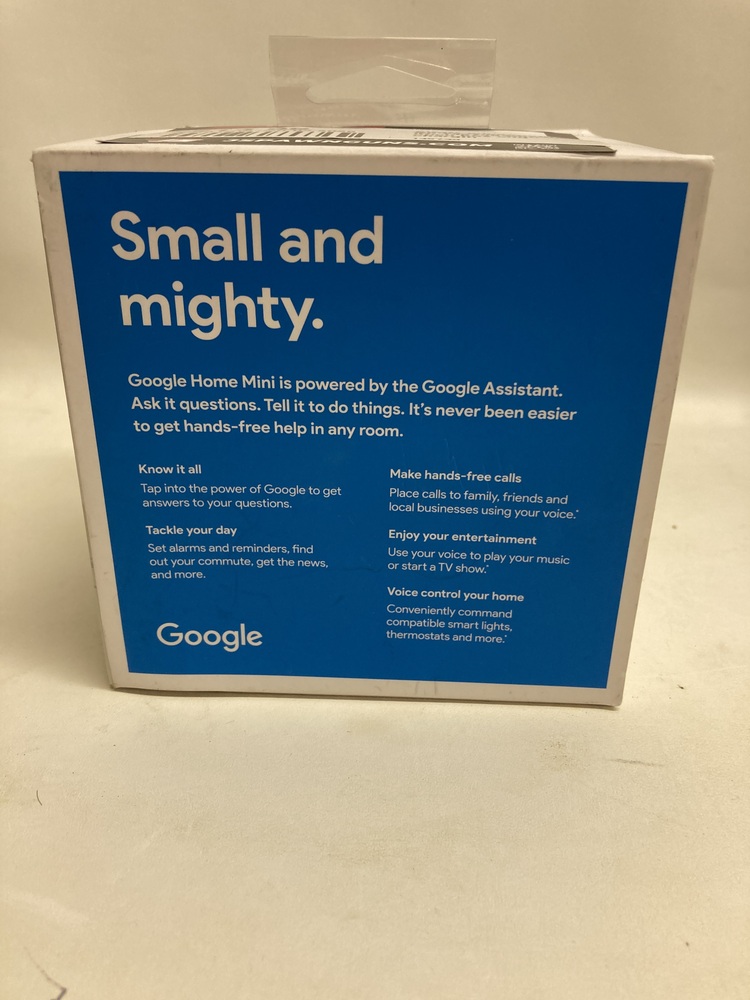 Small and
mighty.
Google Home Mini is powered by the Google Assistant.
Ask it questions. Tell it to do things. It's never been easier
to get hands-free help in any room.
Know it all
Tap into the power of Google to get
answers to your questions.
Tackle your day
Set alarms and reminders, find
out your commute, get the news,
and more.
Google
Make hands-free calls
Place calls to family, friends and
local businesses using your voice.*
Enjoy your entertainment
Use your voice to play your music
or start a TV show.*
Voice control your home
Conveniently command
compatible smart lights,
thermostats and more.*